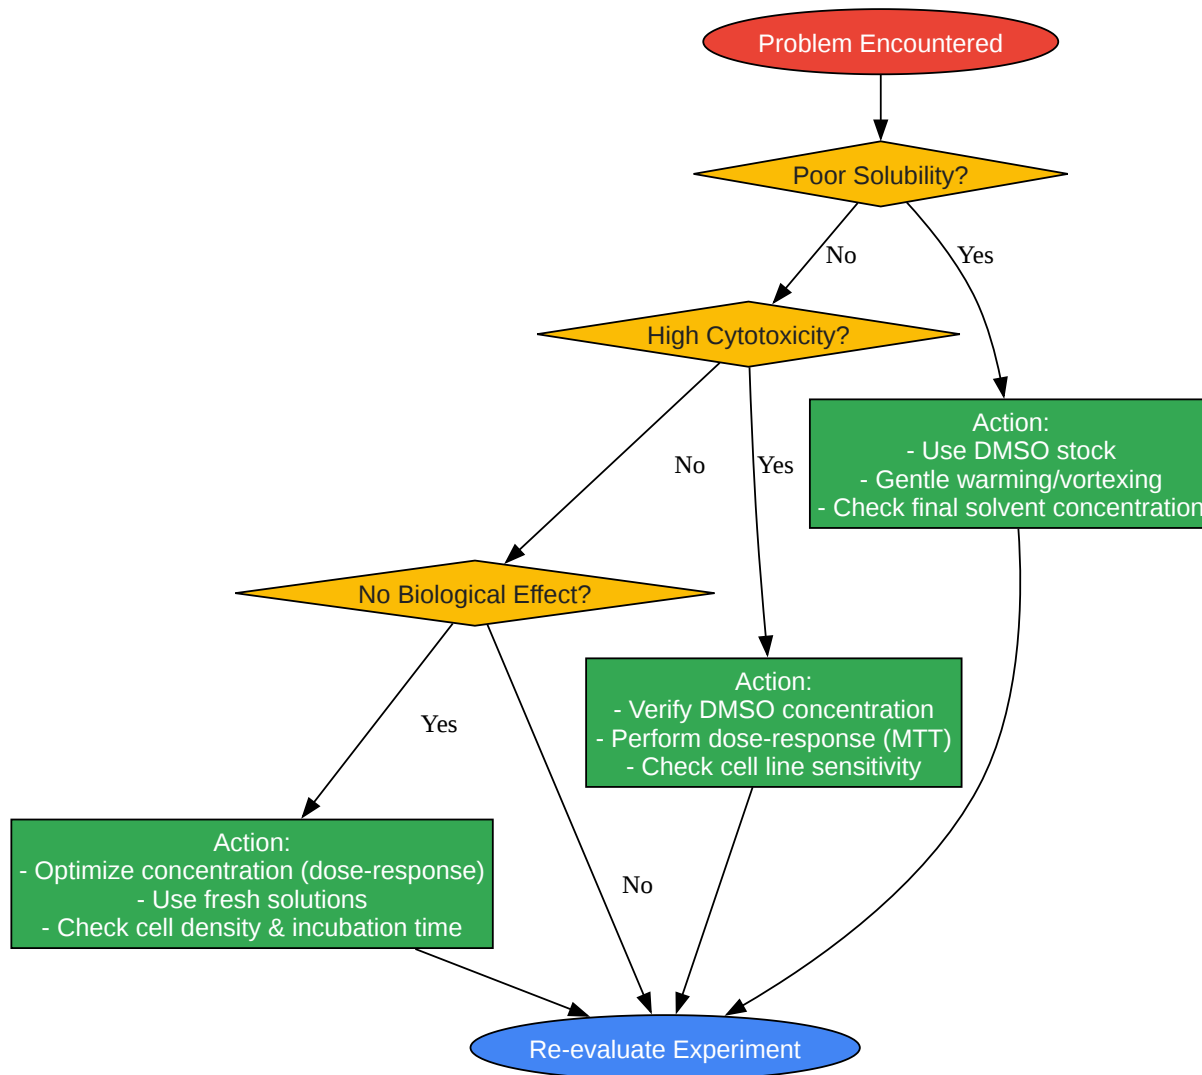 Problem Encountered
Poor Solubility?
No
Yes
High Cytotoxicity?
Action:
- Use DMSO stock
- Gentle warming/vortexing
- Check final solvent concentration
No
Yes
No Biological Effect?
Action:
- Verify DMSO concentration
- Perform dose-response (MTT)
- Check cell line sensitivity
Yes
No
Action:
- Optimize concentration (dose-response)
- Use fresh solutions
- Check cell density & incubation time
Re-evaluate Experiment